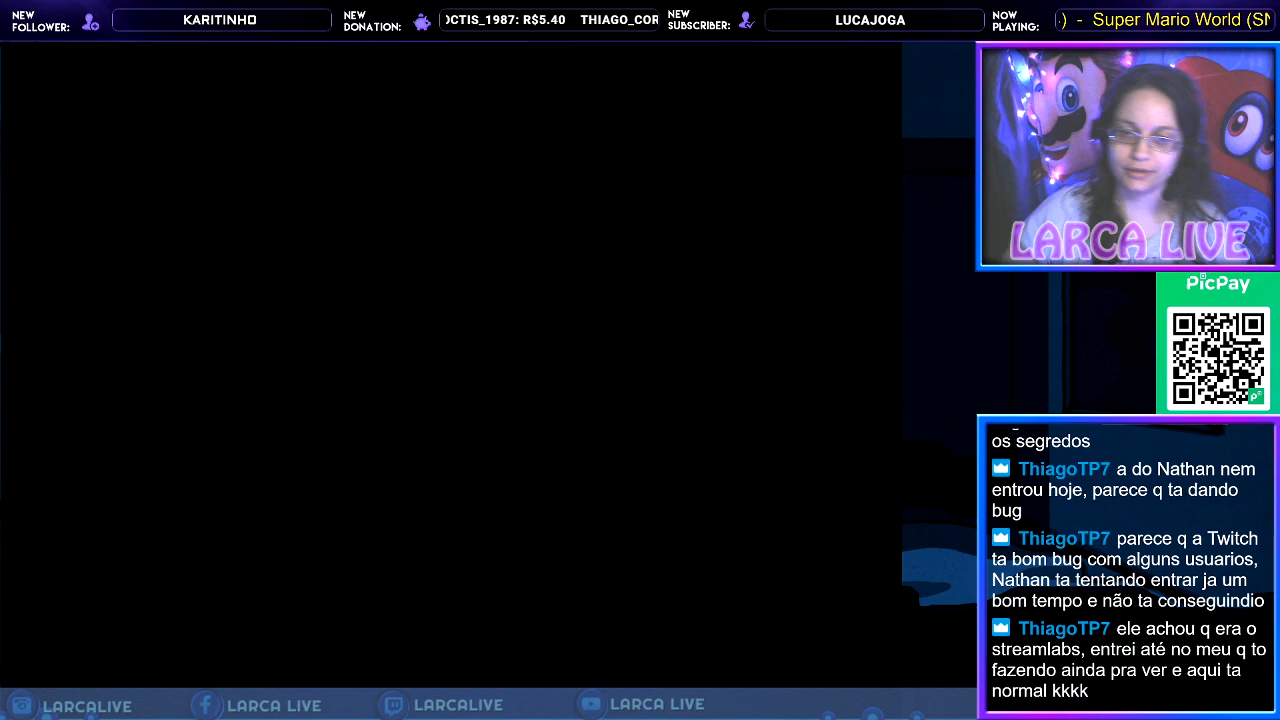 NEW FOLLOWER:
KARITINHO
NEW DONATION:
OCTIS_1987: R$5.40 THIAGO_COR
NEW SUBSCRIBER:
LUCAJOGA
NOW PLAYING:
) - Super Mario World (SN
LARCA LIVE
PicPay
os segredos
ThiagoTP7 a do Nathan nem
entrou hoje, parece q ta dando
bug
ThiagoTP7 parece q a Twitch
ta bom bug com alguns usuarios,
Nathan ta tentando entrar ja um
bom tempo e não ta conseguindio
ThiagoTP7 ele achou q era o
streamlabs, entrei até no meu q to
fazendo ainda pra ver e aqui ta
normal kkkk
LARCALIVE
LARCA LIVE
LARCALIVE
LARCA LIVE